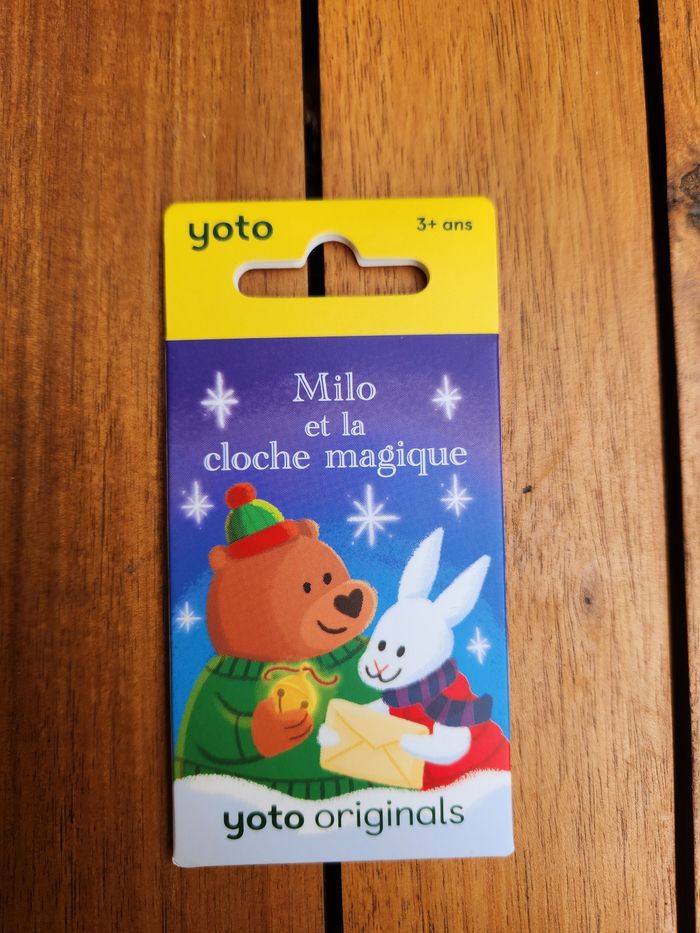 yoto 3+ ans
Milo
et la
cloche magique
yoto originals